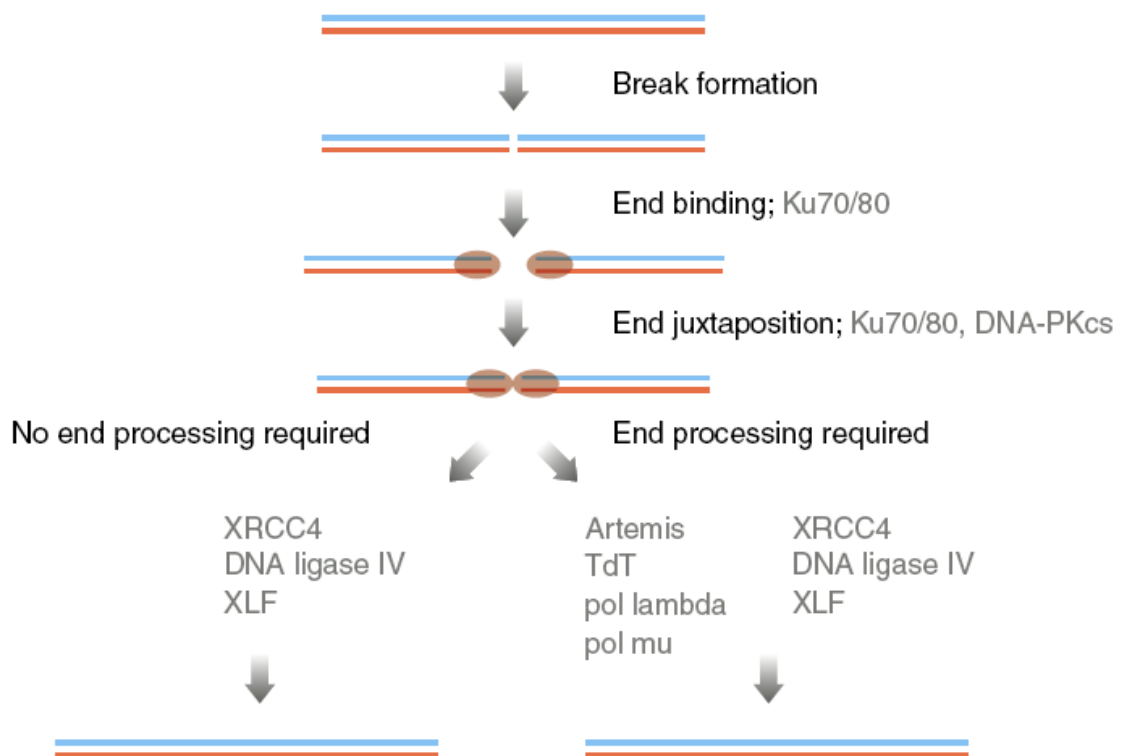 Break formation
End binding; Ku70/80
End juxtaposition; Ku70/80, DNA-PKcs
No end processing required
End processing required
XRCC4
DNA ligase IV
XLF
Artemis
TdT
pol lambda
pol mu
XRCC4
DNA ligase IV
XLF